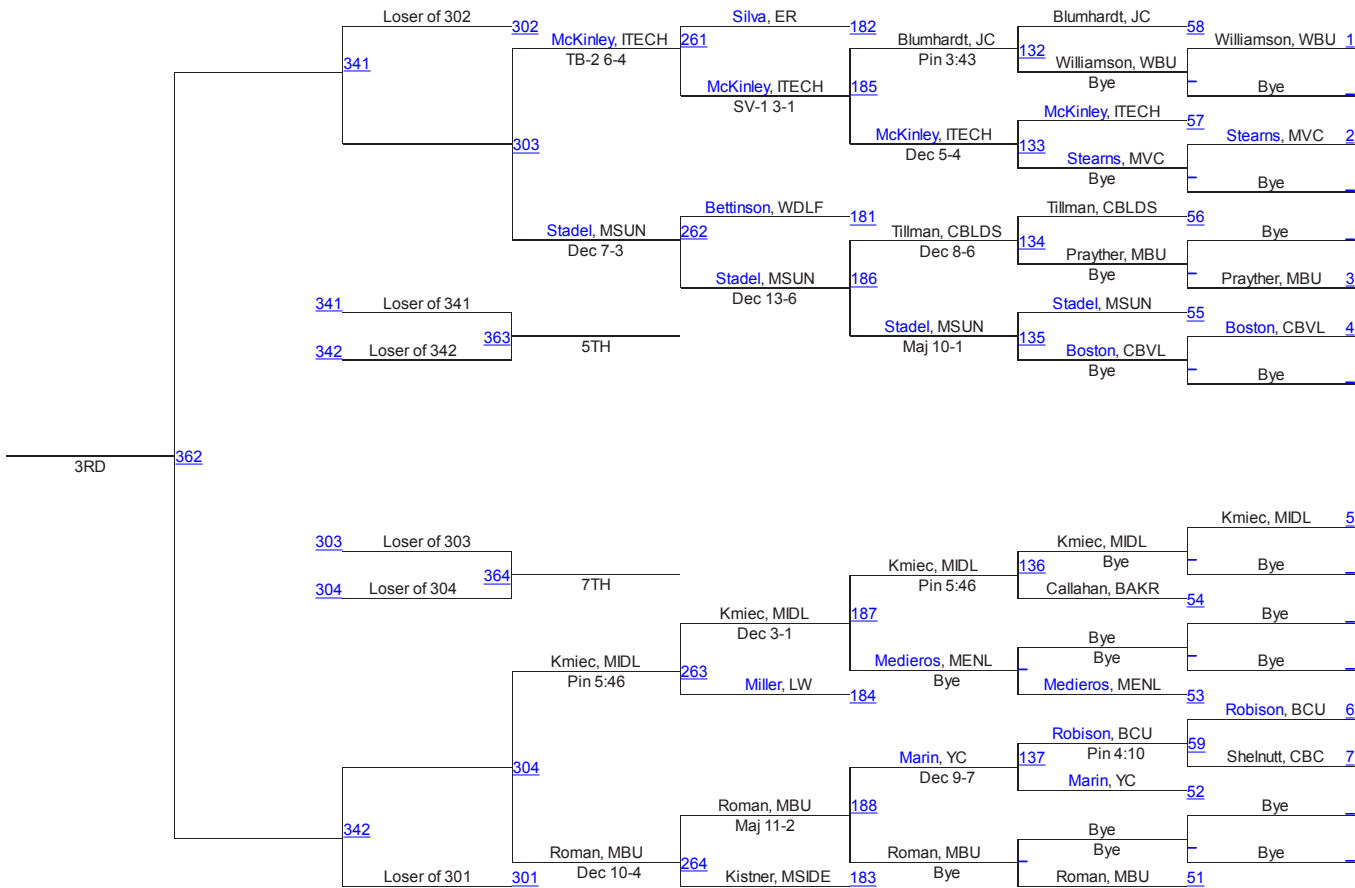 Loser of 302
302
341
McKinley, ITECH
TB-2 6-4
261
Silva, ER
182
McKinley, ITECH
SV-1 3-1
185
Blumhardt, JC
Pin 3:43
132
Blumhardt, JC
58
Williamson, WBU
Bye
Williamson, WBU 1
_
Bye _
McKinley, ITECH
Dec 5-4
133
McKinley, ITECH
57
Stearns, MVC
Bye
Stearns, MVC 2
_
Bye _
303
Stadel, MSUN
Dec 7-3
262
Bettinson, WDLF
181
Stadel, MSUN
Dec 13-6
186
Tillman, CBLDS
Dec 8-6
134
Tillman, CBLDS
56
Prayther, MBU
Bye
Bye _
_
Prayther, MBU 3
Stadel, MSUN
Maj 10-1
135
Stadel, MSUN
55
Boston, CBVL
Bye
Boston, CBVL 4
_
Bye _
341 Loser of 341
342 Loser of 342
363
5TH
3RD
362
303 Loser of 303
304 Loser of 304
364
7TH
Kmiec, MIDL
Pin 5:46
263
Kmiec, MIDL
Dec 3-1
187
Miller, LW
184
Kmiec, MIDL
Pin 5:46
136
Kmiec, MIDL
Bye
Callahan, BAKR
54
Kmiec, MIDL 5
_
Bye _
Medieros, MENL
Bye
_
Bye
Bye
Medieros, MENL
53
Bye _
_
Bye _
304
342
Loser of 301
301
Roman, MBU
Dec 10-4
264
Roman, MBU
Maj 11-2
188
Kistner, MSIDE
183
Marin, YC
Dec 9-7
137
Robison, BCU
Pin 4:10
59
Marin, YC
52
Robison, BCU 6
Shelnutt, CBC 7
Roman, MBU
Bye
_
Bye
Bye
Roman, MBU
51
Bye _
_
Bye _